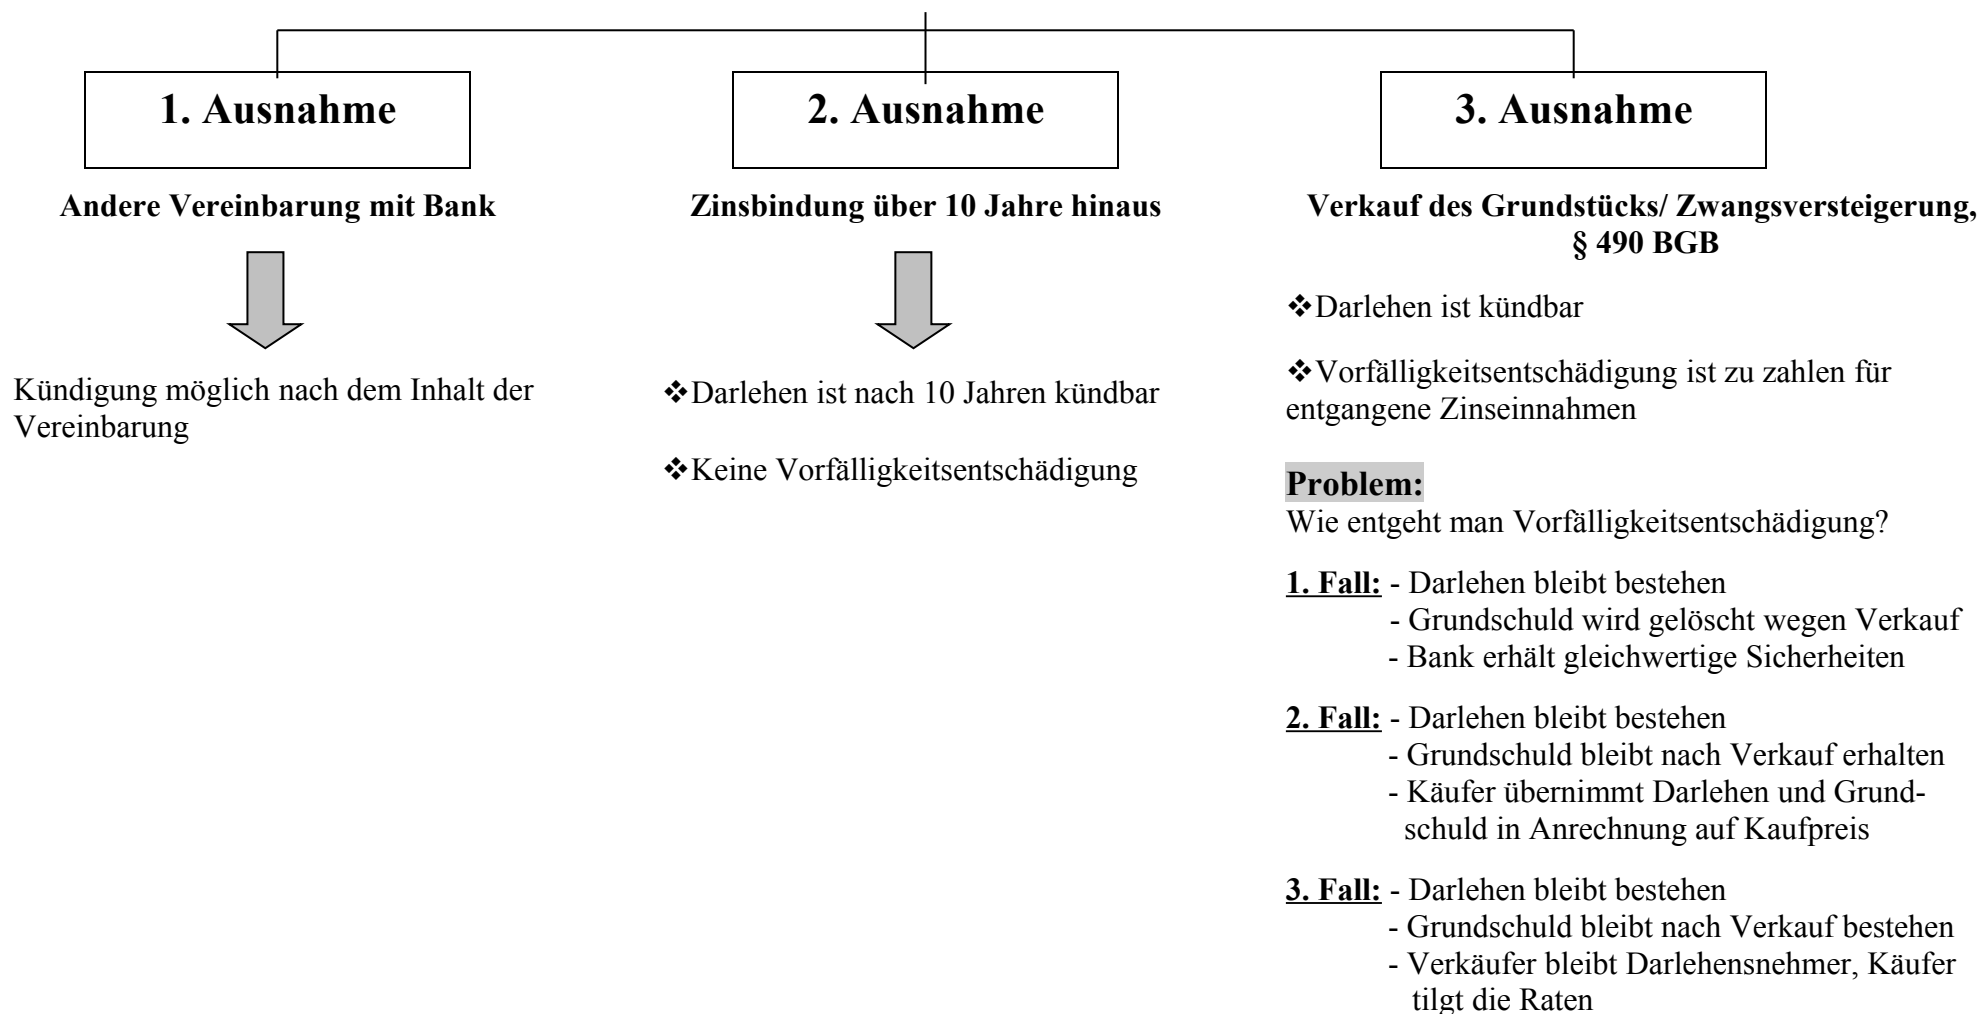 1. Ausnahme
Andere Vereinbarung mit Bank
Kündigung möglich nach dem Inhalt der
Vereinbarung
2. Ausnahme
Zinsbindung über 10 Jahre hinaus
❖Darlehen ist nach 10 Jahren kündbar
❖Keine Vorfälligkeitsentschädigung
3. Ausnahme
Verkauf des Grundstücks/ Zwangsversteigerung,
§ 490 BGB
❖Darlehen ist kündbar
❖Vorfälligkeitsentschädigung ist zu zahlen für
entgangene Zinseinnahmen
Problem:
Wie entgeht man Vorfälligkeitsentschädigung?
1. Fall: - Darlehen bleibt bestehen
- Grundschuld wird gelöscht wegen Verkauf
- Bank erhält gleichwertige Sicherheiten
2. Fall: - Darlehen bleibt bestehen
- Grundschuld bleibt nach Verkauf erhalten
- Käufer übernimmt Darlehen und Grund-
schuld in Anrechnung auf Kaufpreis
3. Fall: - Darlehen bleibt bestehen
- Grundschuld bleibt nach Verkauf bestehen
- Verkäufer bleibt Darlehensnehmer, Käufer
tilgt die Raten